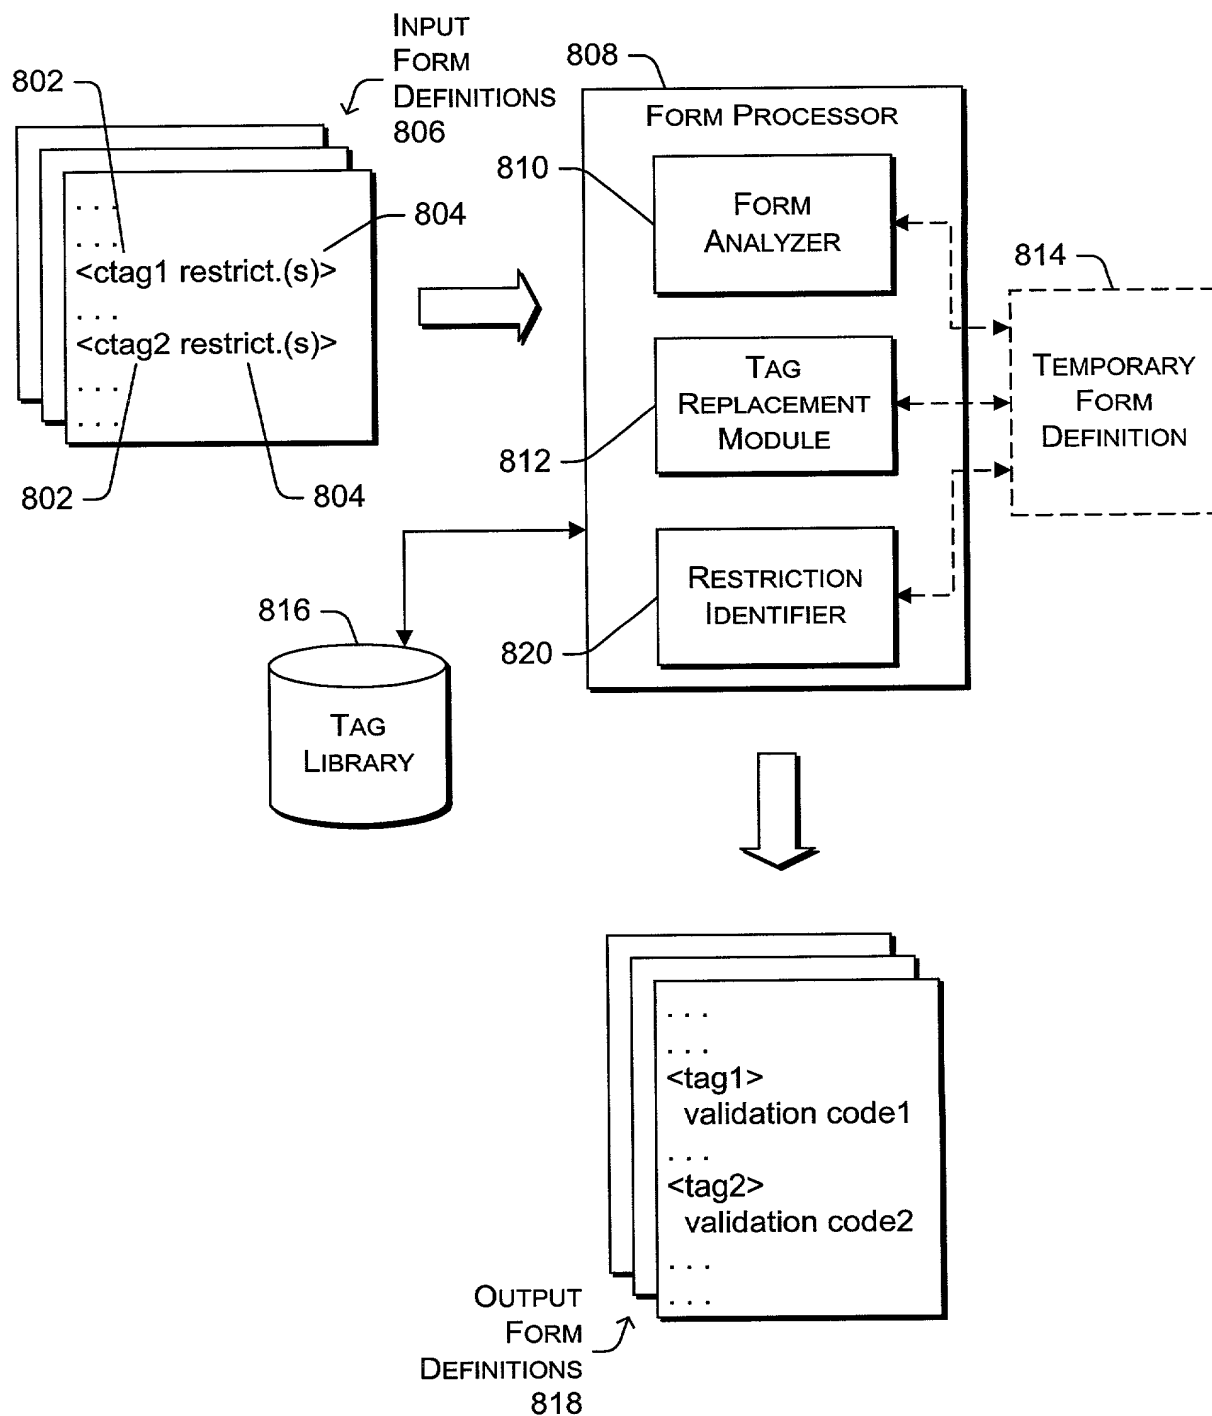 INPUT
FORM
DEFINITIONS
806
802
. . .
. . .
804
<ctag1 restrict.(s)>
. . .
<ctag2 restrict.(s)>
. . .
. . .
802
804
808
FORM PROCESSOR
810
FORM
ANALYZER
814
TEMPORARY
FORM
DEFINITION
TAG
REPLACEMENT
MODULE
812
RESTRICTION
IDENTIFIER
820
816
TAG
LIBRARY
. . .
. . .
<tag1>
validation code1
. . .
<tag2>
validation code2
. . .
. . .
OUTPUT
FORM
DEFINITIONS
818